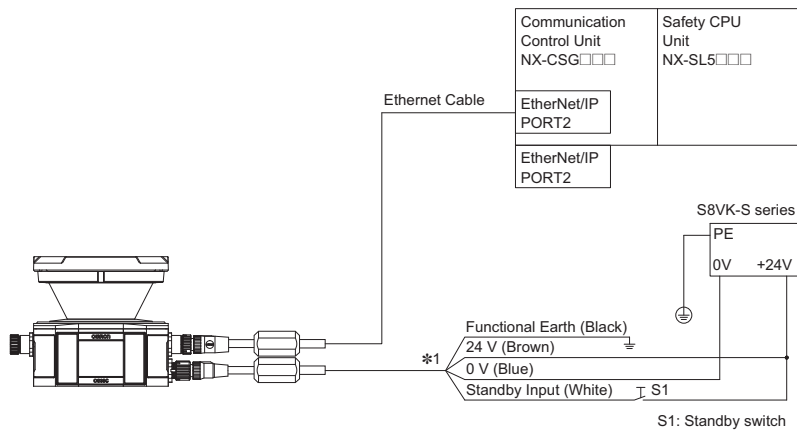 Communication
Control Unit
NX-CSG□□□
Safety CPU
Unit
NX-SL5□□□
Ethernet Cable
EtherNet/IP
PORT2
EtherNet/IP
PORT2
S8VK-S series
PE
0V +24V
Functional Earth (Black)
*1
24 V (Brown)
0 V (Blue)
Standby Input (White)
S1
S1: Standby switch
omron